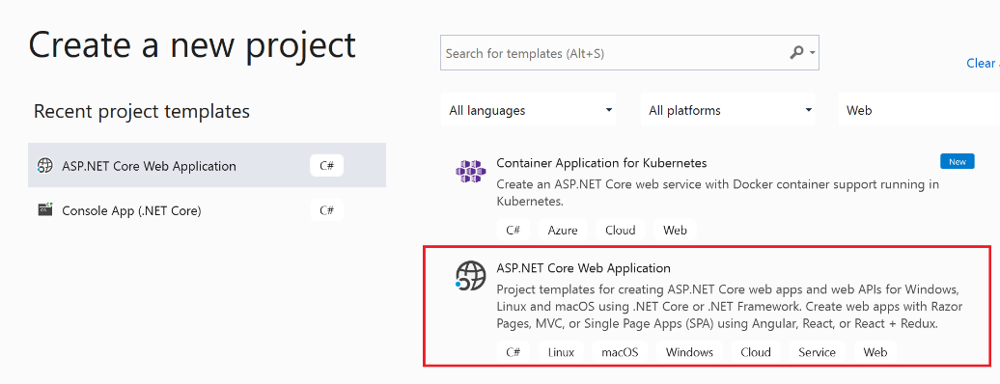 Create a new project
Search for templates (Alt+S)
Clear
Recent project templates
All languages
All platforms
Web
ASP.NET Core Web Application
C#
Console App (.NET Core)
C#
Container Application for Kubernetes
New
Create an ASP.NET Core web service with Docker container support running in
Kubernetes.
C# Azure Cloud Web
ASP.NET Core Web Application
Project templates for creating ASP.NET Core web apps and web APIs for Windows,
Linux and macOS using .NET Core or .NET Framework. Create web apps with Razor
Pages, MVC, or Single Page Apps (SPA) using Angular, React, or React + Redux.
C# Linux macOS Windows Cloud Service Web